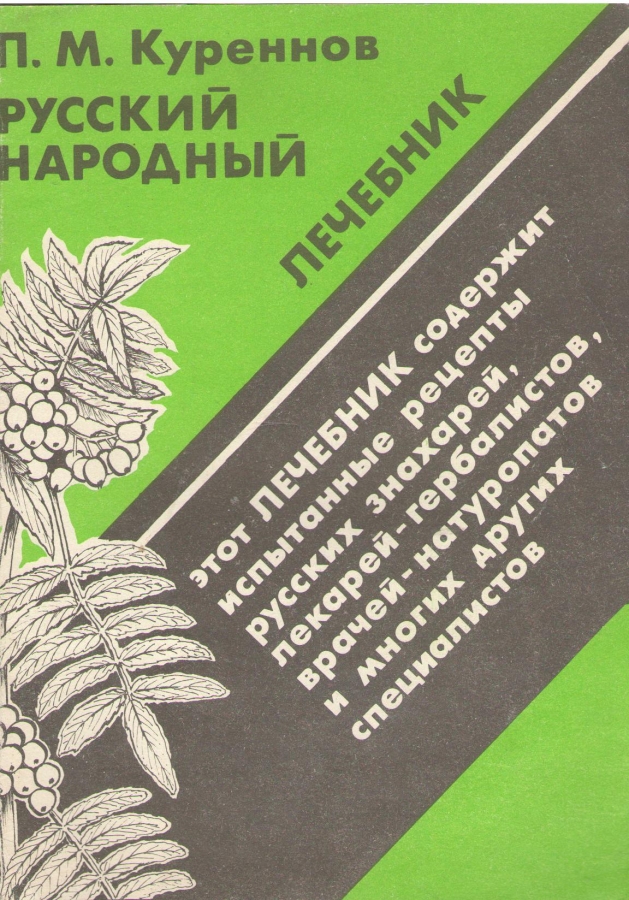 П. М. Куреннов
РУССКИЙ
НАРОДНЫЙ
ЛЕЧЕБНИК
этот ЛЕЧЕБНИК содержит
испытанные рецепты
русских знахарей,
лекарей-гербалистов,
врачей-натуропатов
и многих других
специалистов